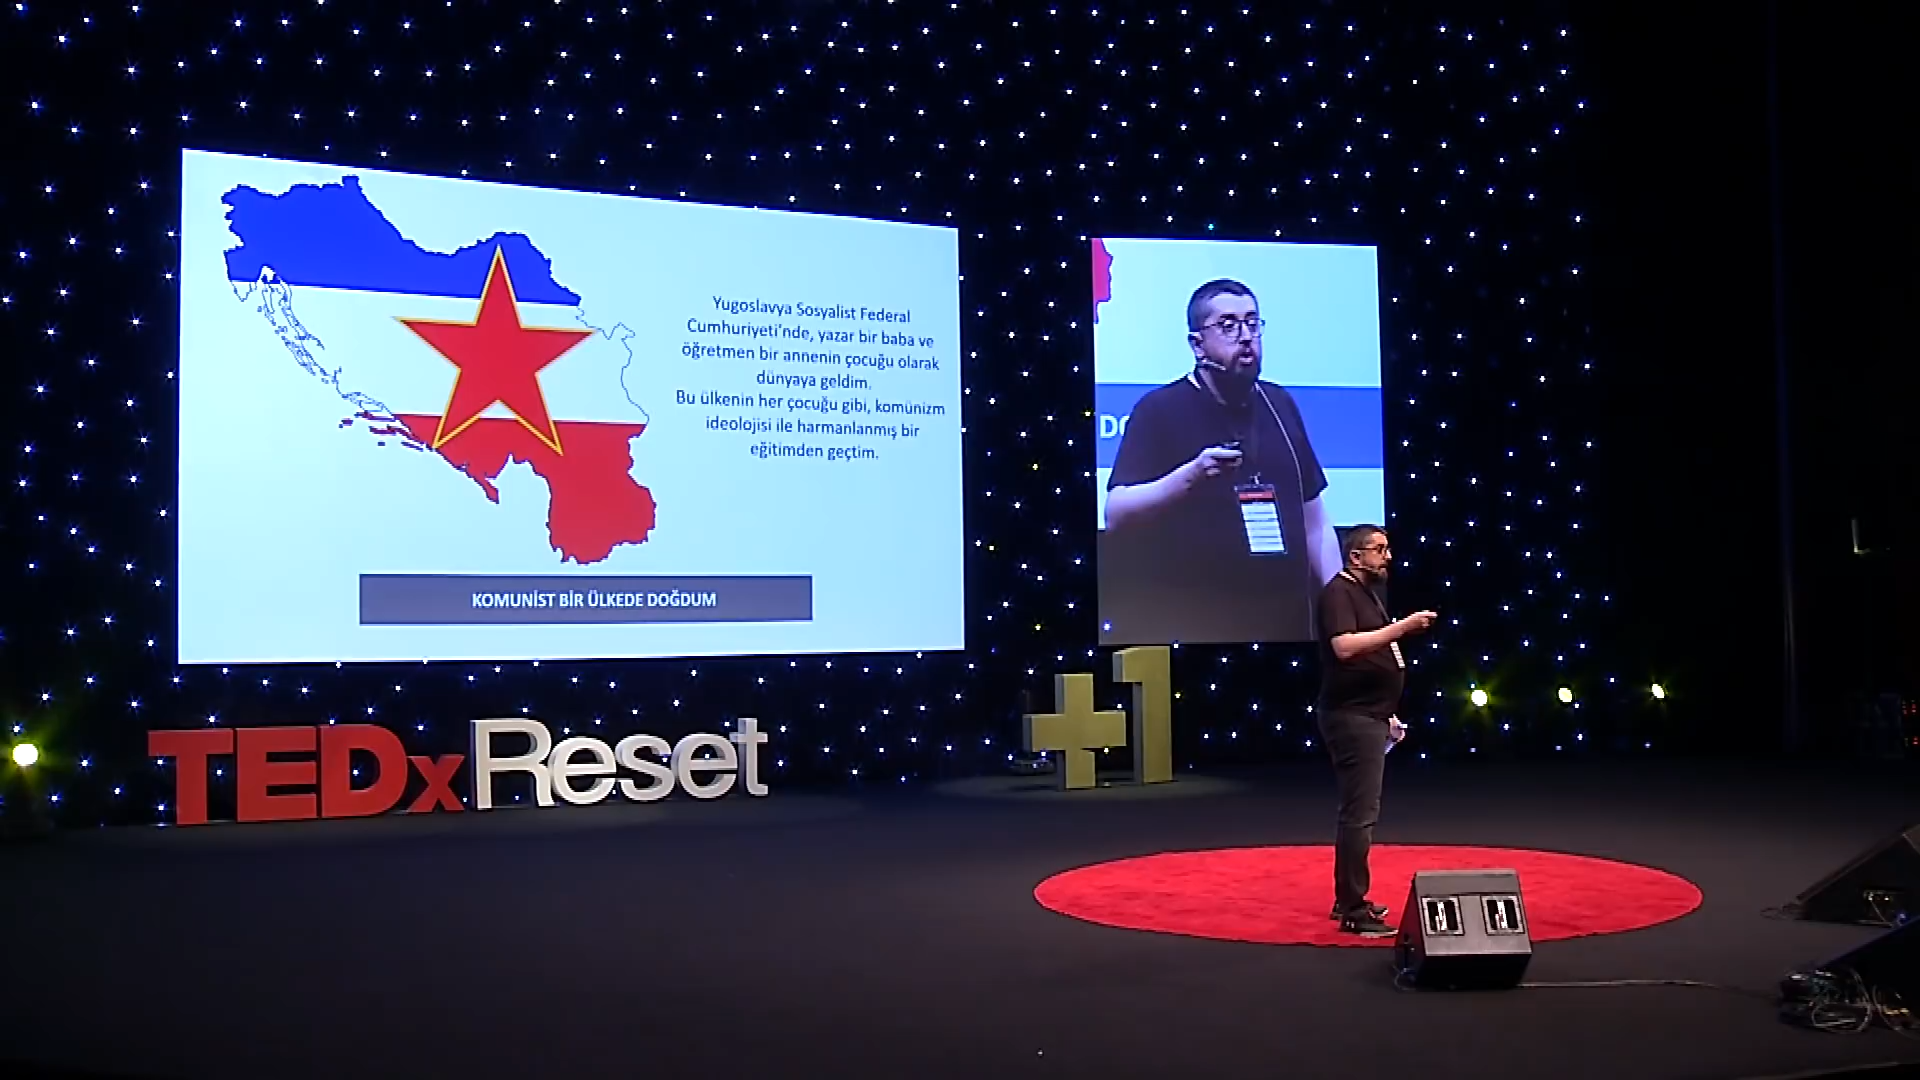 Yugoslavya Sosyalist Federal
Cumhuriyeti'nde, yazar bir baba ve
öğretmen bir annenin çocuğu olarak
dünyaya geldim.
Bu ülkenin her çocuğu gibi, komünizm
ideolojisi ile harmanlanmış bir
eğitimden geçtim.
KOMUNİST BİR ÜLKEDE DOĞDUM
DO
+1
TEDxReset